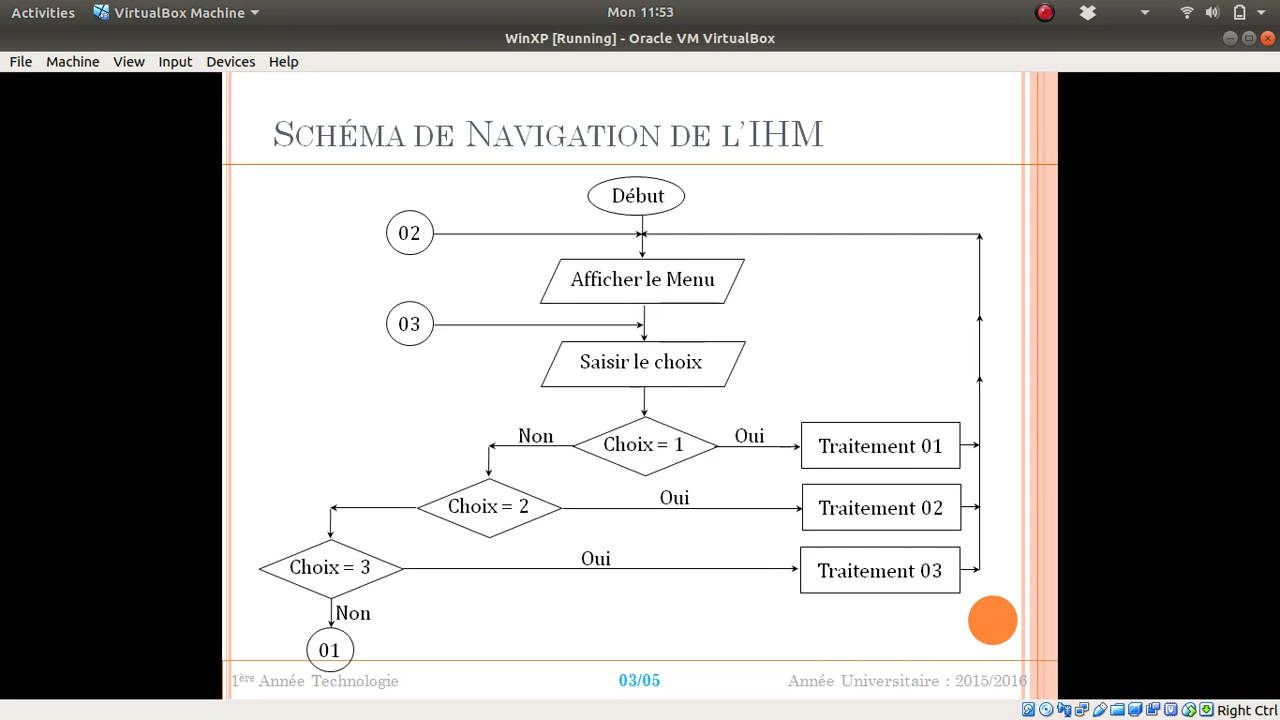 Activities VirtualBox Machine Mon 11:53
WinXP [Running] - Oracle VM VirtualBox
File Machine View Input Devices Help
Schéma de Navigation de l'IHM
Début
02
Afficher le Menu
03
Saisir le choix
Non Choix = 1 Oui Traitement 01
Choix = 2 Oui Traitement 02
Choix = 3 Oui Traitement 03
Non
01
1ère Année Technologie 03/05 Année Universitaire : 2015/2016
Right Ctrl